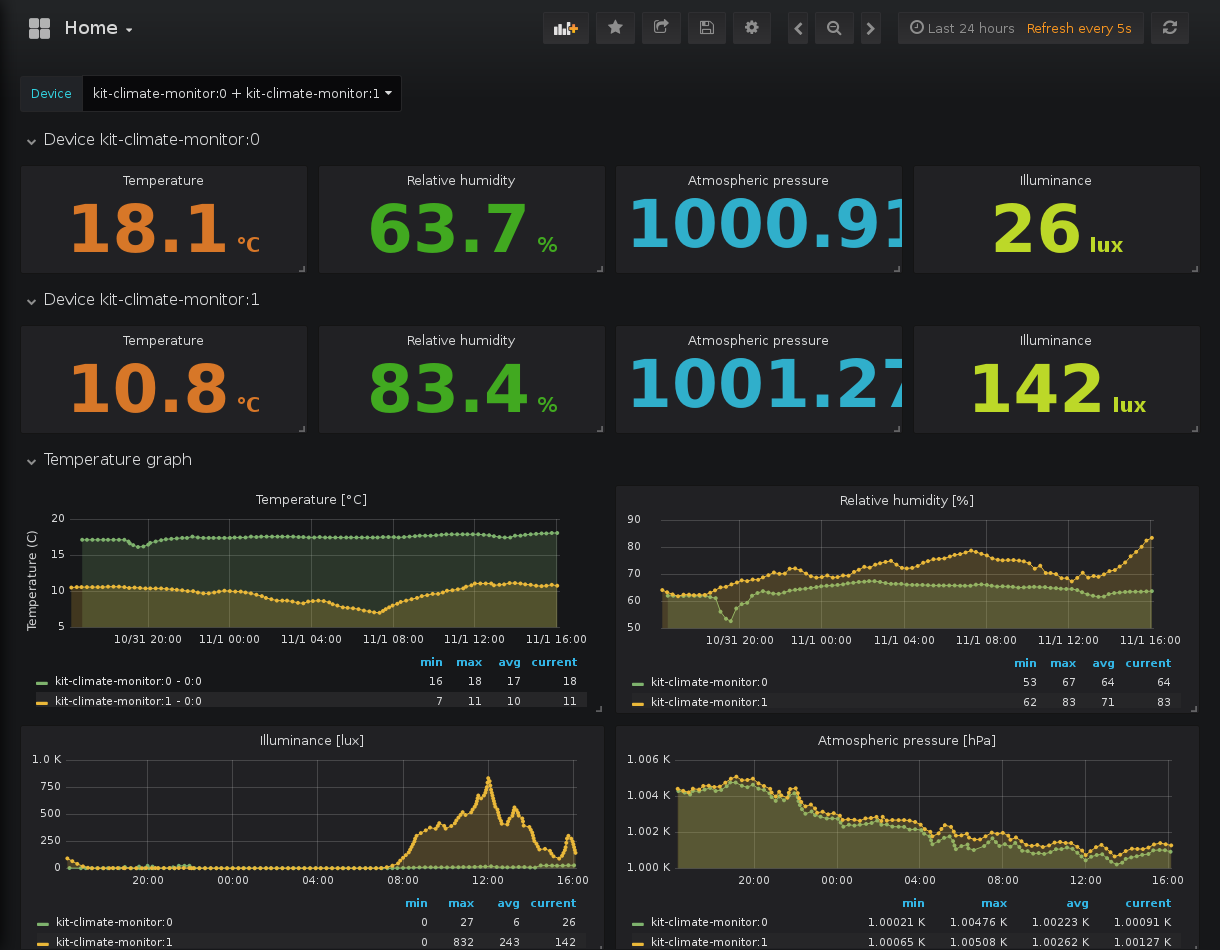 Home
Last 24 hours Refresh every 5s
Device kit-climate-monitor:0 + kit-climate-monitor:1
Device kit-climate-monitor:0
Temperature Relative humidity Atmospheric pressure Illuminance
18.1 °C 63.7 % 1000.91 26 lux
Device kit-climate-monitor:1
Temperature Relative humidity Atmospheric pressure Illuminance
10.8 °C 83.4 % 1001.27 142 lux
Temperature graph
Temperature [°C]
Temperature (C)
20
15
10
5
10/31 20:00 11/1 00:00 11/1 04:00 11/1 08:00 11/1 12:00 11/1 16:00
min max avg current
kit-climate-monitor:0 - 0:0 16 18 17 18
kit-climate-monitor:1 - 0:0 7 11 10 11
Relative humidity [%]
90
80
70
60
50
10/31 20:00 11/1 00:00 11/1 04:00 11/1 08:00 11/1 12:00 11/1 16:00
min max avg current
kit-climate-monitor:0 53 67 64 64
kit-climate-monitor:1 62 83 71 83
Illuminance [lux]
1.0 K
750
500
250
0
20:00 00:00 04:00 08:00 12:00 16:00
min max avg current
kit-climate-monitor:0 0 27 6 26
kit-climate-monitor:1 0 832 243 142
Atmospheric pressure [hPa]
1.006 K
1.004 K
1.002 K
1.000 K
20:00 00:00 04:00 08:00 12:00 16:00
min max avg current
kit-climate-monitor:0 1.00021 K 1.00476 K 1.00223 K 1.00091 K
kit-climate-monitor:1 1.00065 K 1.00508 K 1.00262 K 1.00127 K